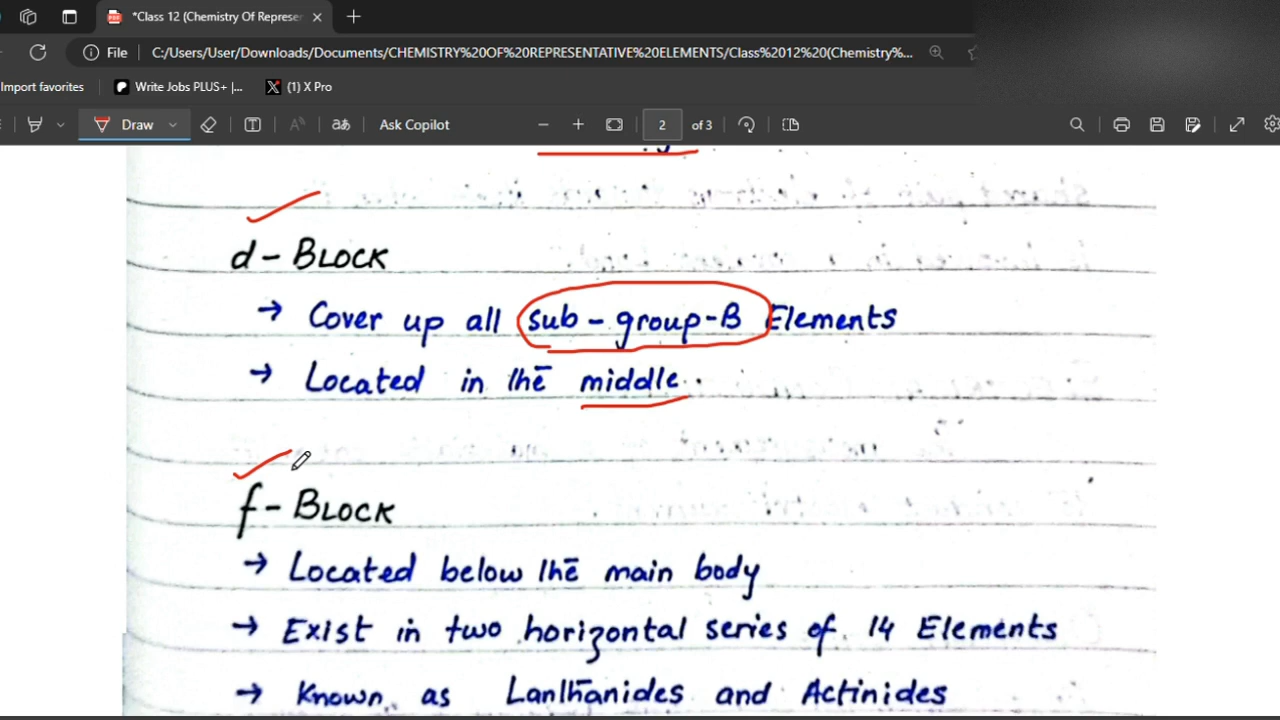 *Class 12 (Chemistry Of Represer
File C:/Users/User/Downloads/Documents/CHEMISTRY%20OF%20REPRESENTATIVE%20ELEMENTS/Class%2012%20(Chemistry%...
Import favorites Write Jobs PLUS+ |... (1) X Pro
Draw Ask Copilot 2 of 3
d - BLOCK
→ Cover up all sub-group-B Elements
→ Located in the middle.
f - BLOCK
→ Located below the main body
→ Exist in two horizontal series of 14 Elements
→ Known as Lanthanides and Actinides